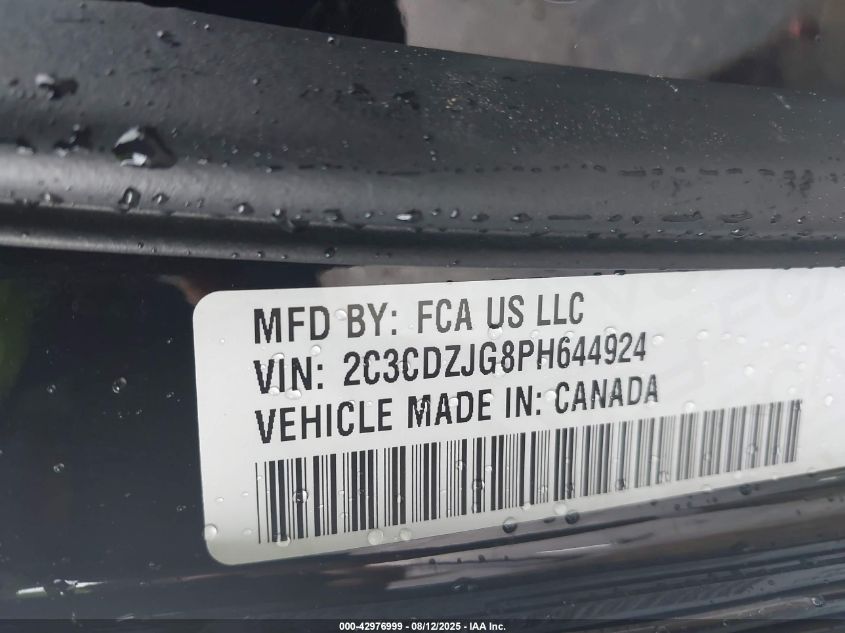 MFD BY: FCA US LLC
VIN: 2C3CDZJG8PH644924
VEHICLE MADE IN: CANADA
000-42976999 - 08/12/2025 - IAA Inc.